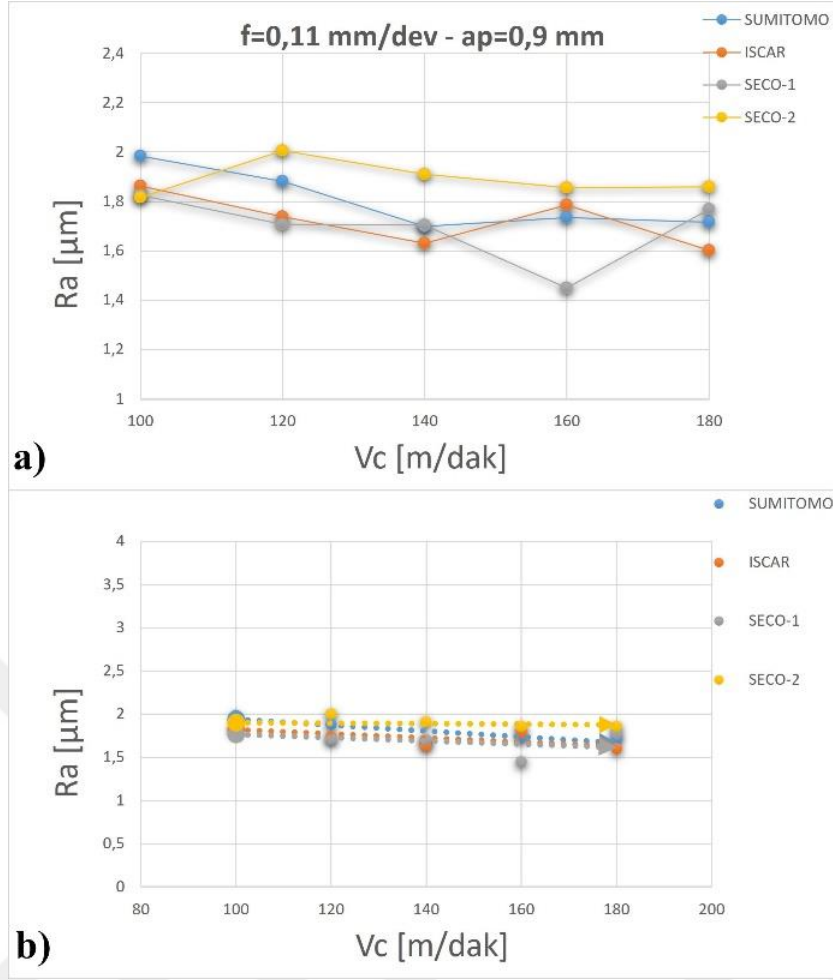 f=0,11 mm/dev - ap=0,9 mm
SUMITOMO
ISCAR
SECO-1
SECO-2
2,4
2,2
2
1,8
1,6
1,4
1,2
1
Ra [µm]
100 120 140 160 180
Vc [m/dak]
a)
SUMITOMO
ISCAR
SECO-1
SECO-2
4
3,5
3
2,5
2
1,5
1
0,5
0
Ra [µm]
80 100 120 140 160 180 200
Vc [m/dak]
b)